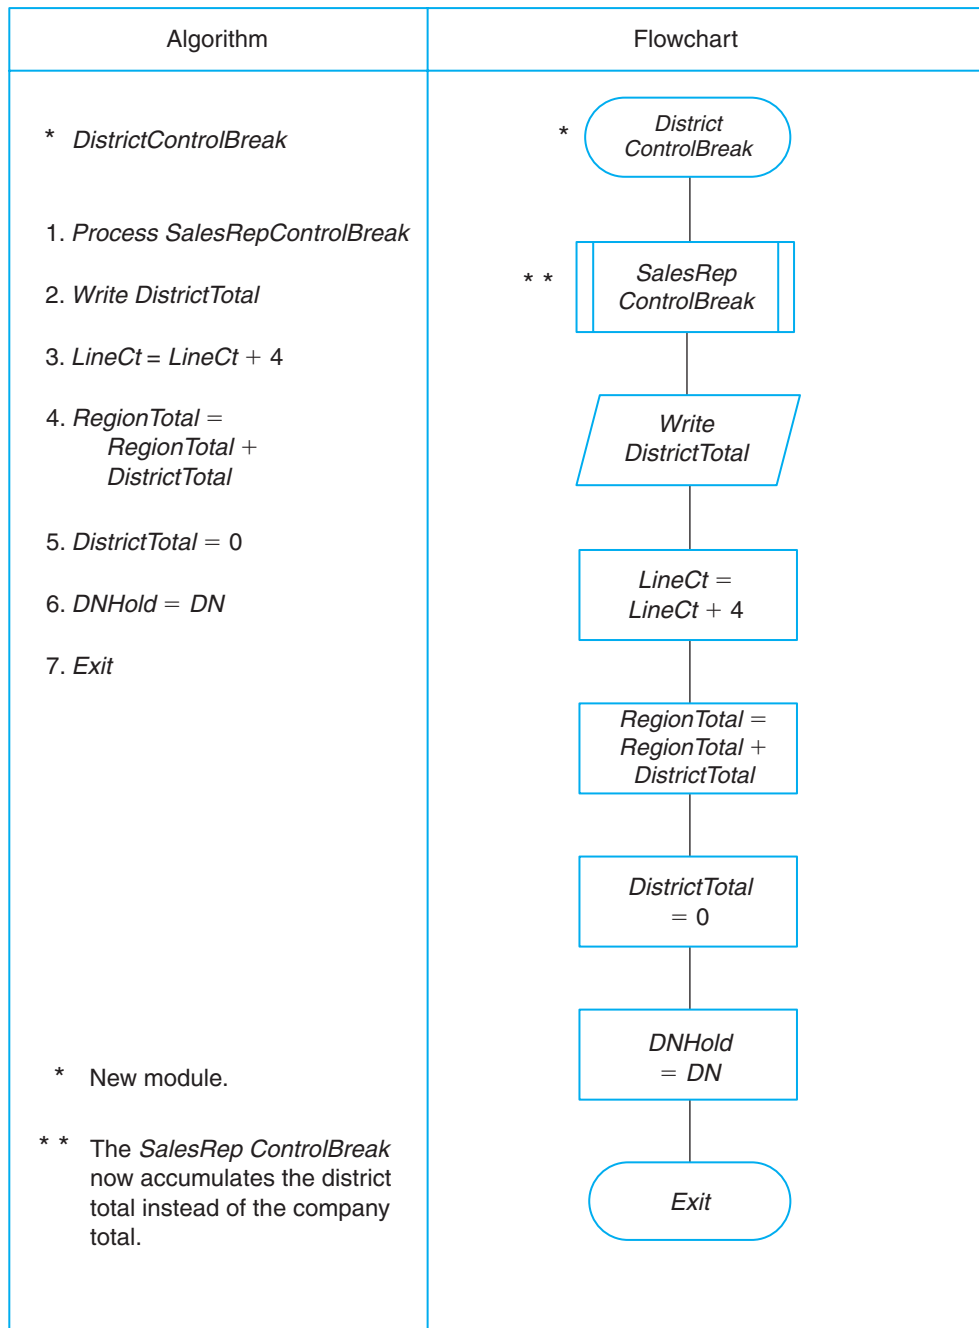 Algorithm
Flowchart
* DistrictControlBreak
1. Process SalesRepControlBreak
2. Write DistrictTotal
3. LineCt = LineCt + 4
4. RegionTotal =
RegionTotal +
DistrictTotal
5. DistrictTotal = 0
6. DNHold = DN
7. Exit
* New module.
* * The SalesRep ControlBreak
now accumulates the district
total instead of the company
total.
* District
ControlBreak
* * SalesRep
ControlBreak
Write
DistrictTotal
LineCt =
LineCt + 4
RegionTotal =
RegionTotal +
DistrictTotal
DistrictTotal
= 0
DNHold
= DN
Exit